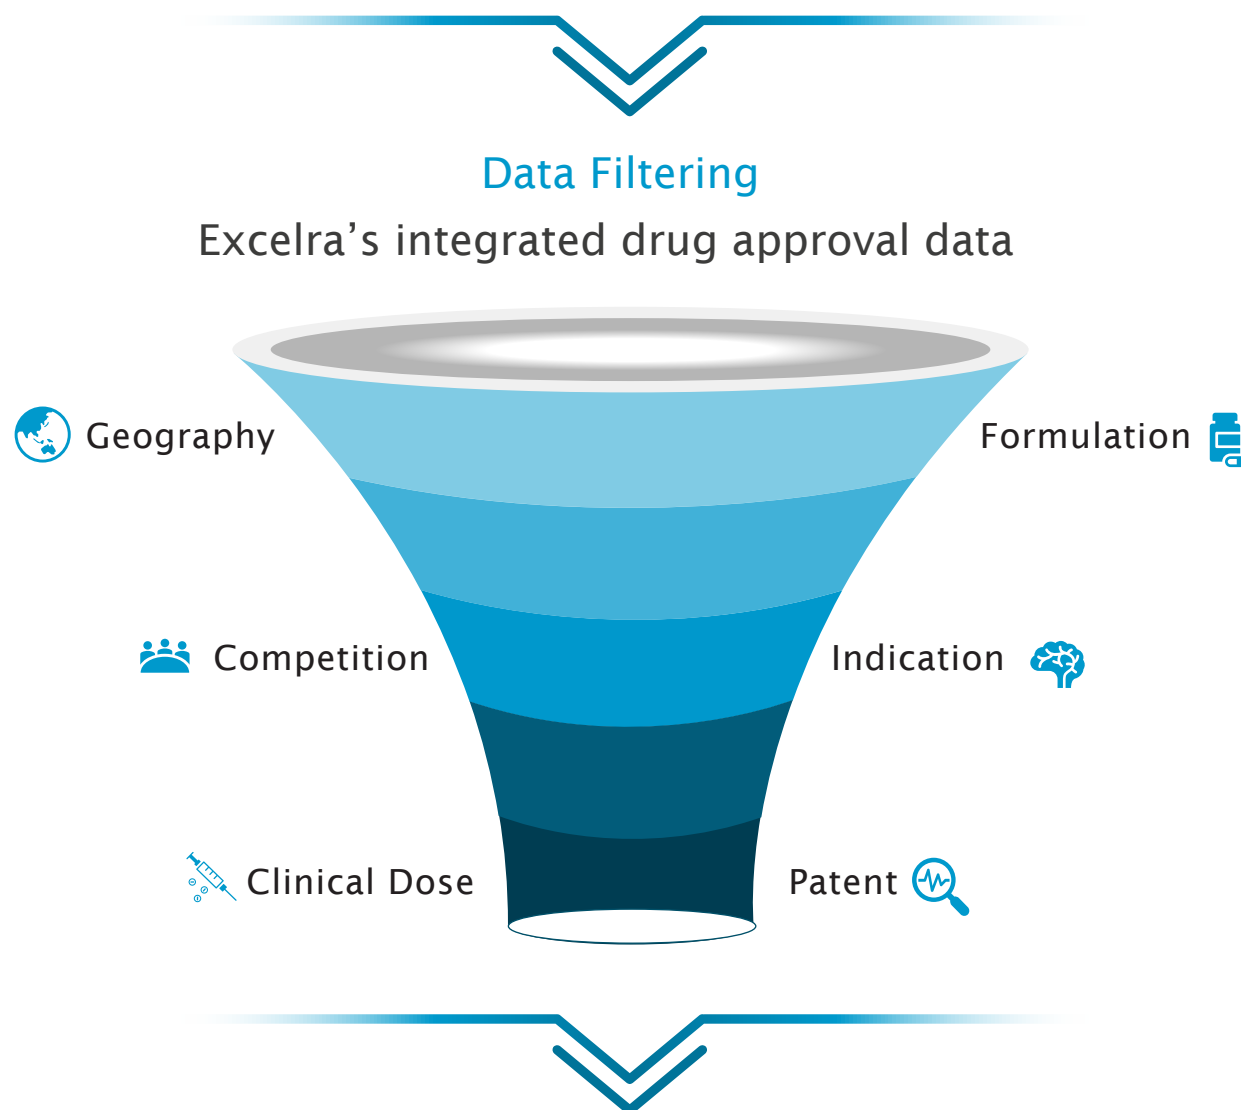 Data Filtering
Excelra’s integrated drug approval data
Geography
Formulation
Competition
Indication
Clinical Dose
Patent